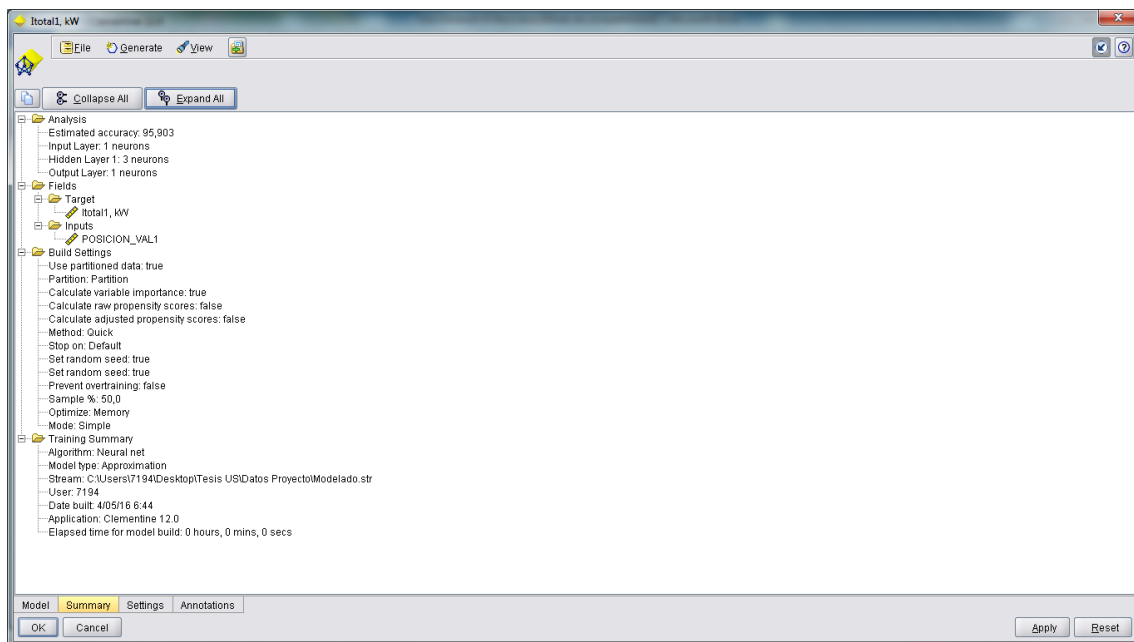 Itotal1, kW
File Generate View
Collapse All Expand All
Analysis
Estimated accuracy: 95,903
Input Layer: 1 neurons
Hidden Layer 1: 3 neurons
Output Layer: 1 neurons
Fields
Target
Itotal1, kW
Inputs
POSICION_VAL1
Build Settings
Use partitioned data: true
Partition: Partition
Calculate variable importance: true
Calculate raw propensity scores: false
Calculate adjusted propensity scores: false
Method: Quick
Stop on: Default
Set random seed: true
Set random seed: true
Prevent overtraining: false
Sample %: 50,0
Optimize: Memory
Mode: Simple
Training Summary
Algorithm: Neural net
Model type: Approximation
Stream: C:\Users\7194\Desktop\Tesis US\Datos Proyecto\Modelado.str
User: 7194
Date built: 4/05/16 6:44
Application: Clementine 12.0
Elapsed time for model build: 0 hours, 0 mins, 0 secs
Model Summary Settings Annotations
OK Cancel Apply Reset